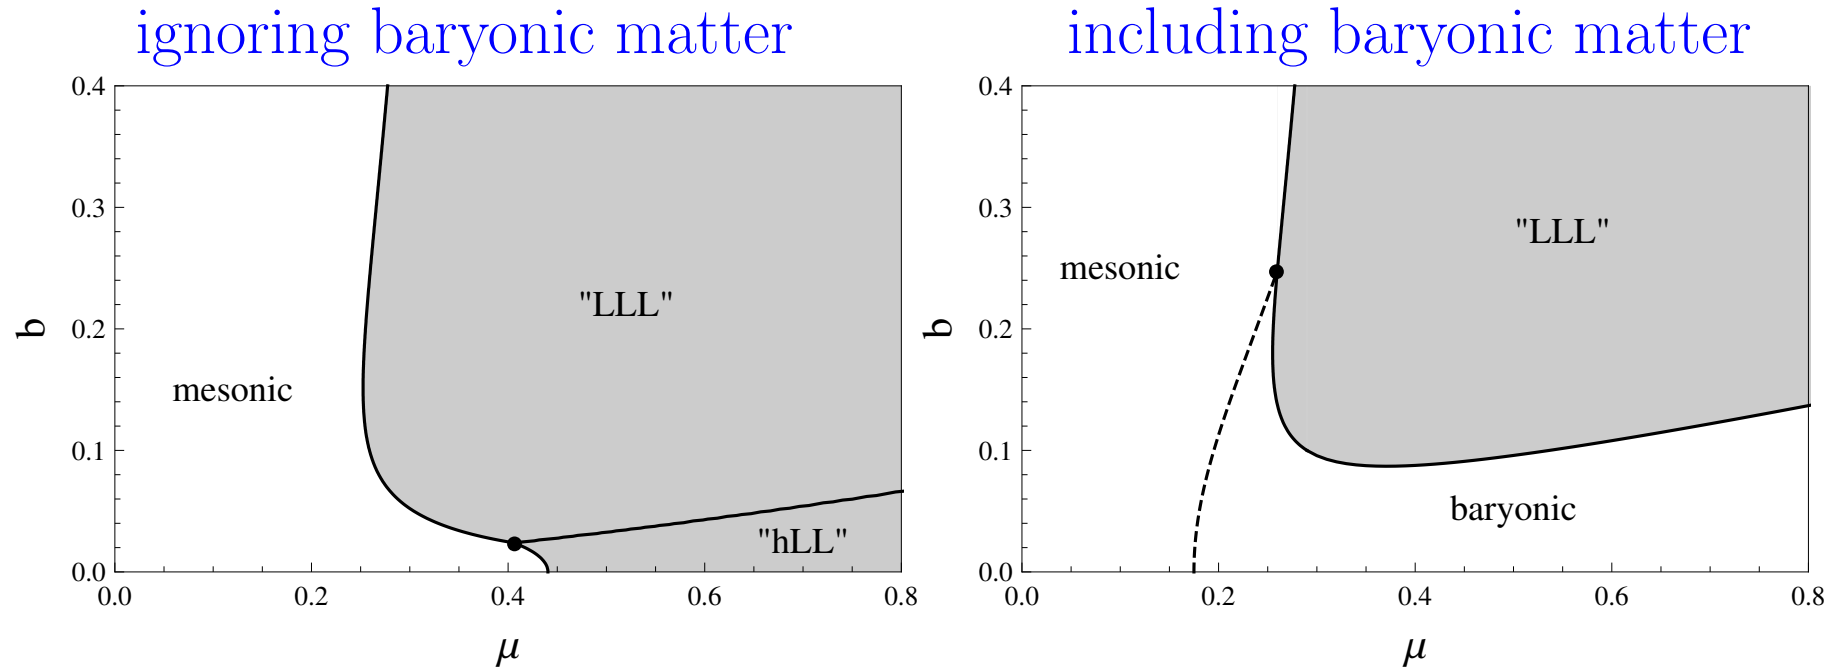 ignoring baryonic matter
0.4
0.3
0.2
0.1
0.0
b
mesonic
"LLL"
"hLL"
0.0 0.2 0.4 0.6 0.8
μ
including baryonic matter
0.4
0.3
0.2
0.1
0.0
b
mesonic
"LLL"
baryonic
0.0 0.2 0.4 0.6 0.8
μ